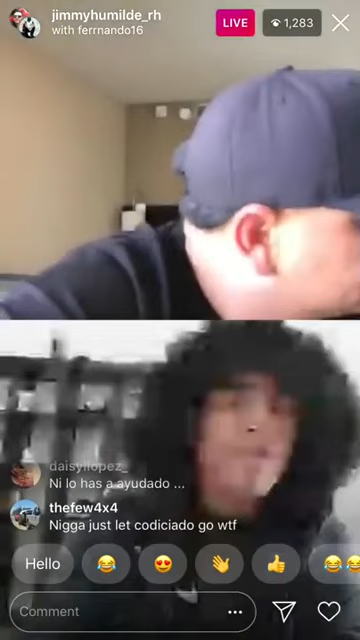 jimmyhumilde_rh
with ferrnando16
LIVE
1,283
daisyllopez_
Ni lo has a ayudado ...
thefew4x4
Nigga just let codiciado go wtf
Hello
Comment